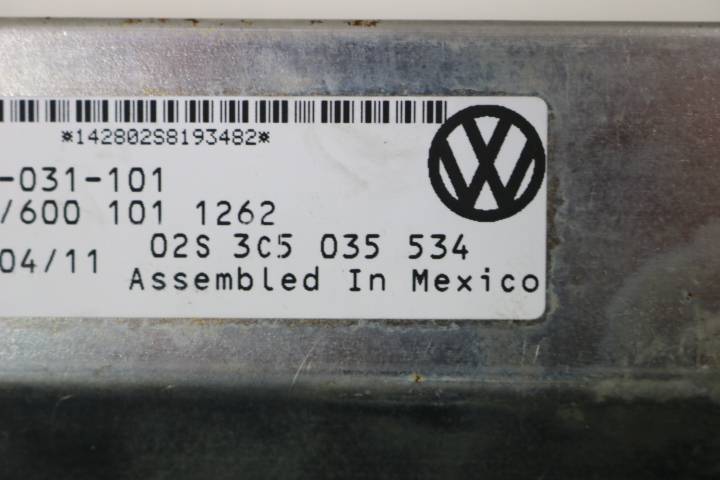 *142802S8193482*
-031-101
/600 101 1262
04/11 02S 3C5 035 534
Assembled In Mexico